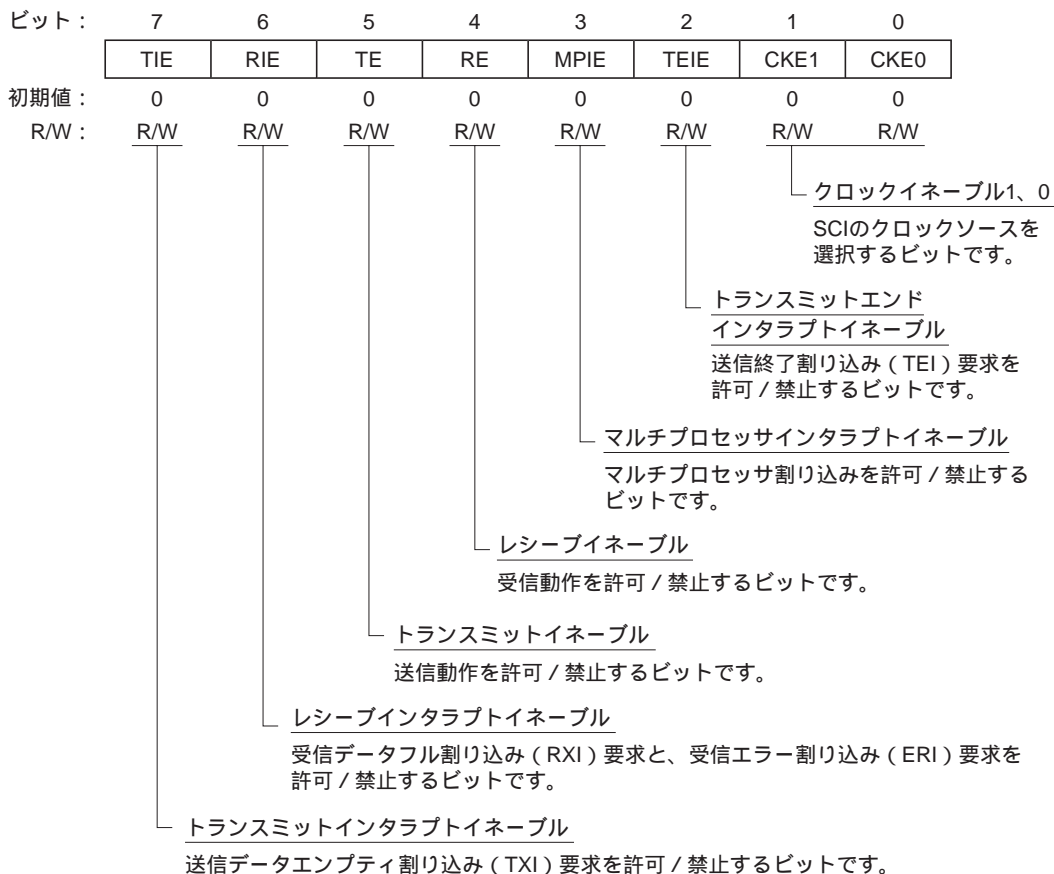 ビット： 7 6 5 4 3 2 1 0
TIE RIE TE RE MPIE TEIE CKE1 CKE0
初期値： 0 0 0 0 0 0 0 0
R/W： R/W R/W R/W R/W R/W R/W R/W R/W
クロックイネーブル1、0
SCIのクロックソースを
選択するビットです。
トランスミットエンド
インタラプトイネーブル
送信終了割り込み（TEI）要求を
許可／禁止するビットです。
マルチプロセッサインタラプトイネーブル
マルチプロセッサ割り込みを許可／禁止する
ビットです。
レシーブイネーブル
受信動作を許可／禁止するビットです。
トランスミットイネーブル
送信動作を許可／禁止するビットです。
レシーブインタラプトイネーブル
受信データフル割り込み（RXI）要求と、受信エラー割り込み（ERI）要求を
許可／禁止するビットです。
トランスミットインタラプトイネーブル
送信データエンプティ割り込み（TXI）要求を許可／禁止するビットです。